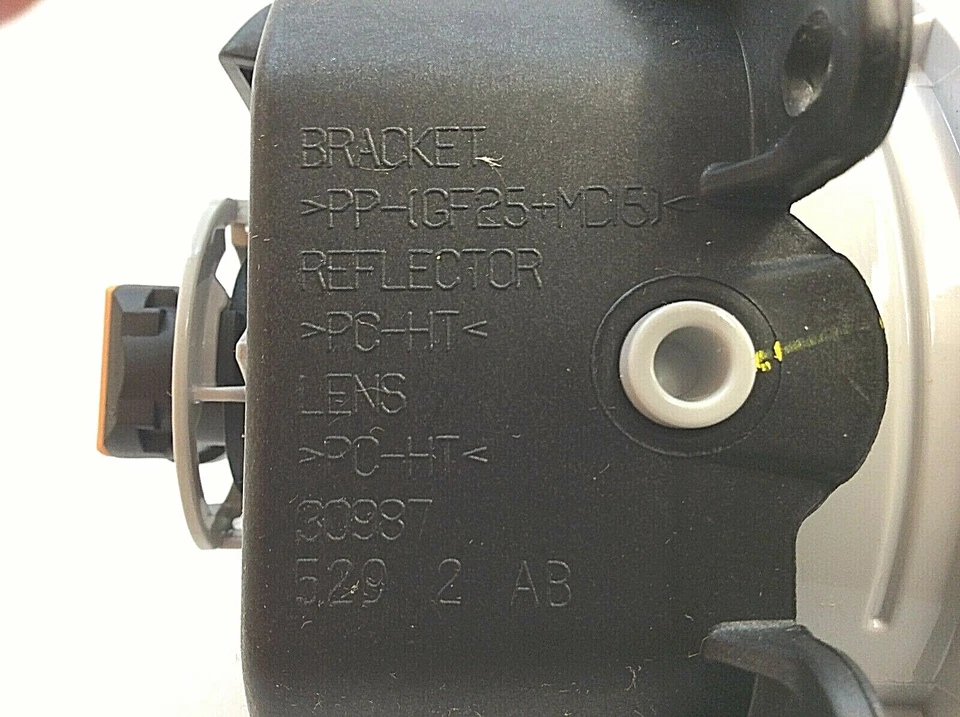 BRACKET
>PP-(GF25+MD15)<
REFLECTOR
>PC-HT<
LENS
>PC-HT<
30987
529 2 AB